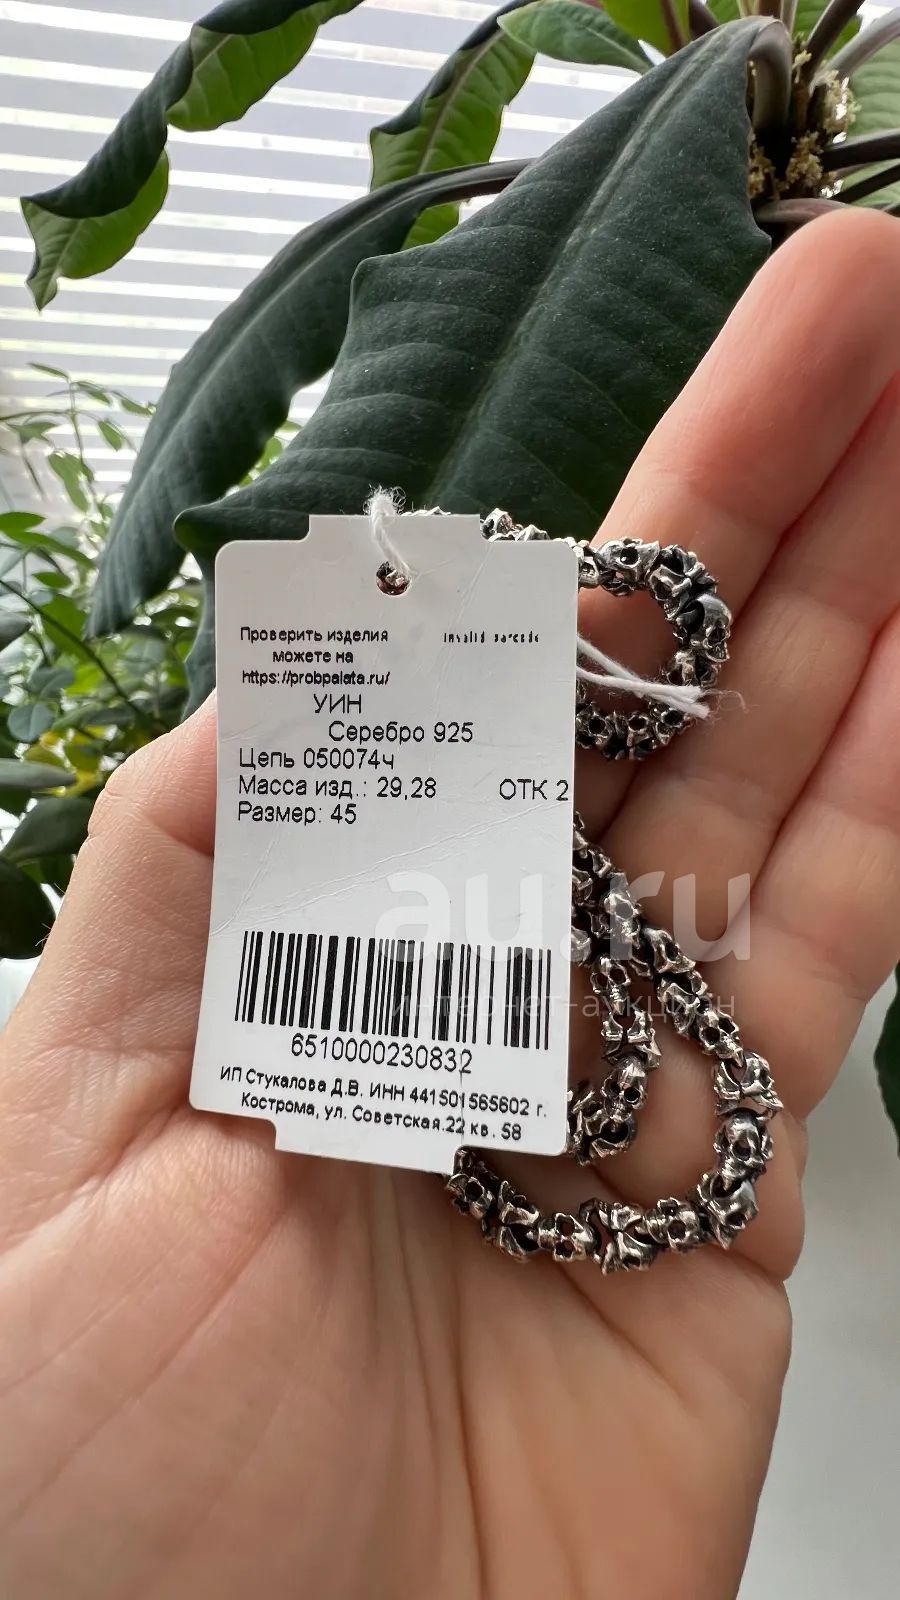 Проверить изделия
можете на
https://probpalata.ru/
invalid barcode
УИН
Серебро 925
Цепь 050074ч
Масса изд.: 29,28
ОТК 2
Размер: 45
au.ru
интернет-аукцион
6510000230832
ИП Стукалова Д.В. ИНН 441501565602 г.
Кострома, ул. Советская.22 кв. 58